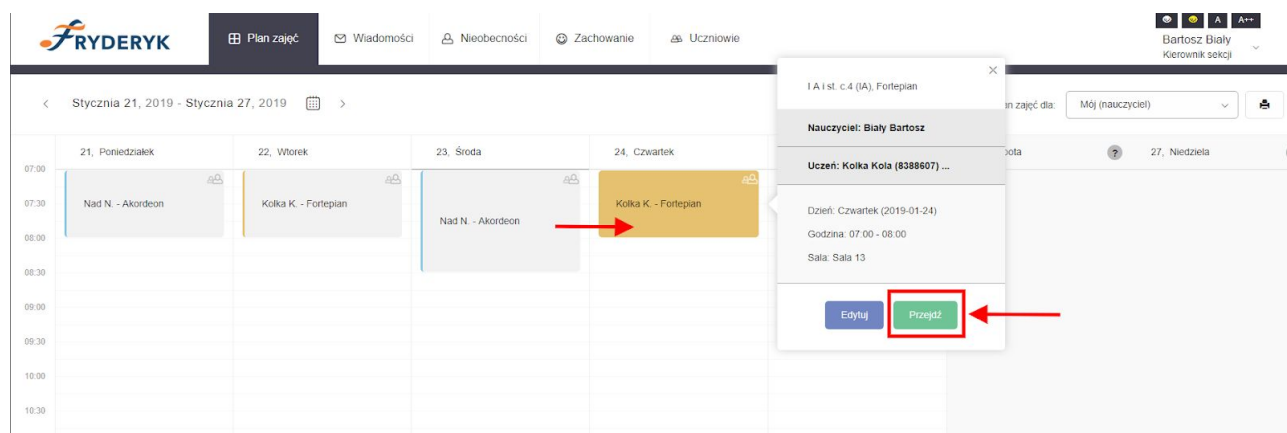 FRYDERYK
Plan zajęć
Wiadomości
Nieobecności
Zachowanie
Uczniowie
A A++
Bartosz Biały
Kierownik sekcji
Stycznia 21, 2019 - Stycznia 27, 2019
zajęć dla:
Mój (nauczyciel)
21, Poniedziałek
22, Wtorek
23, Środa
24, Czwartek
?
27, Niedziela
07:00
07:30
08:00
08:30
09:00
09:30
10:00
10:30
Nad N. - Akordeon
Kolka K. - Fortepian
Nad N. - Akordeon
Kolka K. - Fortepian
I A i st. c.4 (IA), Fortepian
Nauczyciel: Biały Bartosz
Uczeń: Kolka Kola (8388607) ...
Dzień: Czwartek (2019-01-24)
Godzina: 07:00 - 08:00
Sala: Sala 13
Edytuj
Przejdź